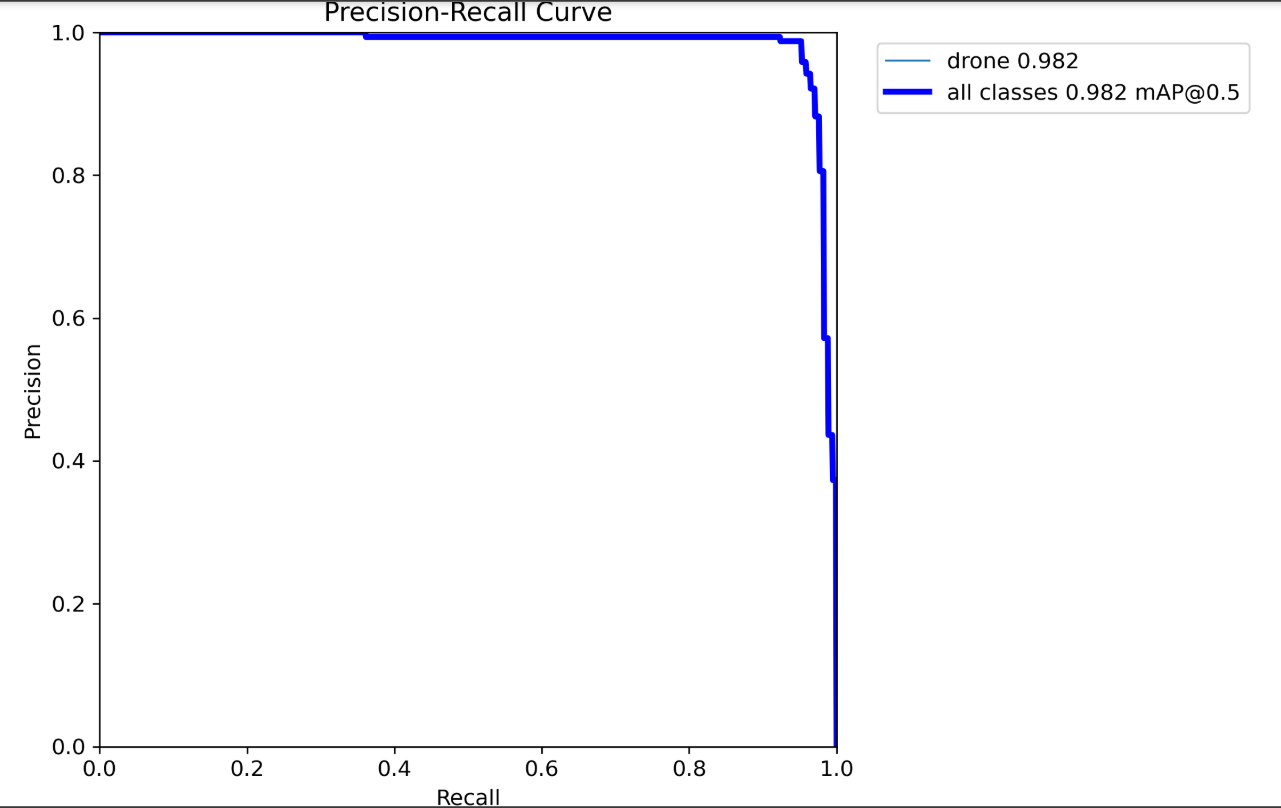 Precision-Recall Curve
1.0
0.8
0.6
0.4
0.2
0.0
Precision
0.0 0.2 0.4 0.6 0.8 1.0
Recall
drone 0.982
all classes 0.982 mAP@0.5